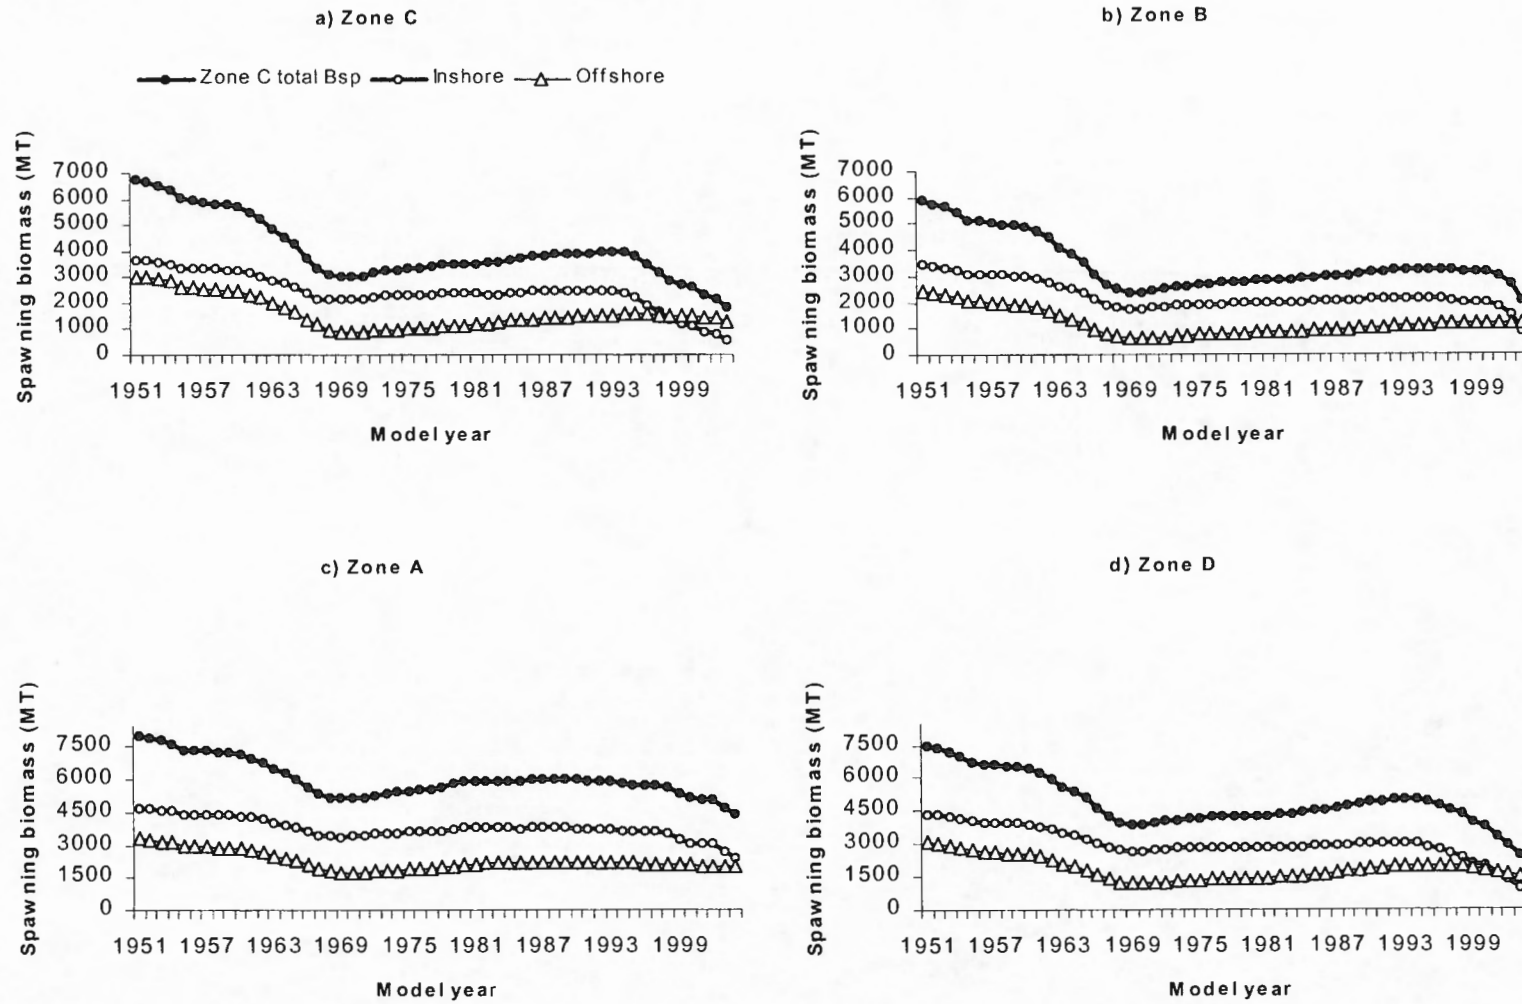 a) Zone C
Zone C total Bsp Inshore Offshore
Spawning biomass (MT)
7000
6000
5000
4000
3000
2000
1000
0
1951 1957 1963 1969 1975 1981 1987 1993 1999
Model year
b) Zone B
Spawning biomass (MT)
7000
6000
5000
4000
3000
2000
1000
0
1951 1957 1963 1969 1975 1981 1987 1993 1999
Model year
c) Zone A
Spawning biomass (MT)
7500
6000
4500
3000
1500
0
1951 1957 1963 1969 1975 1981 1987 1993 1999
Model year
d) Zone D
Spawning biomass (MT)
7500
6000
4500
3000
1500
0
1951 1957 1963 1969 1975 1981 1987 1993 1999
Model year